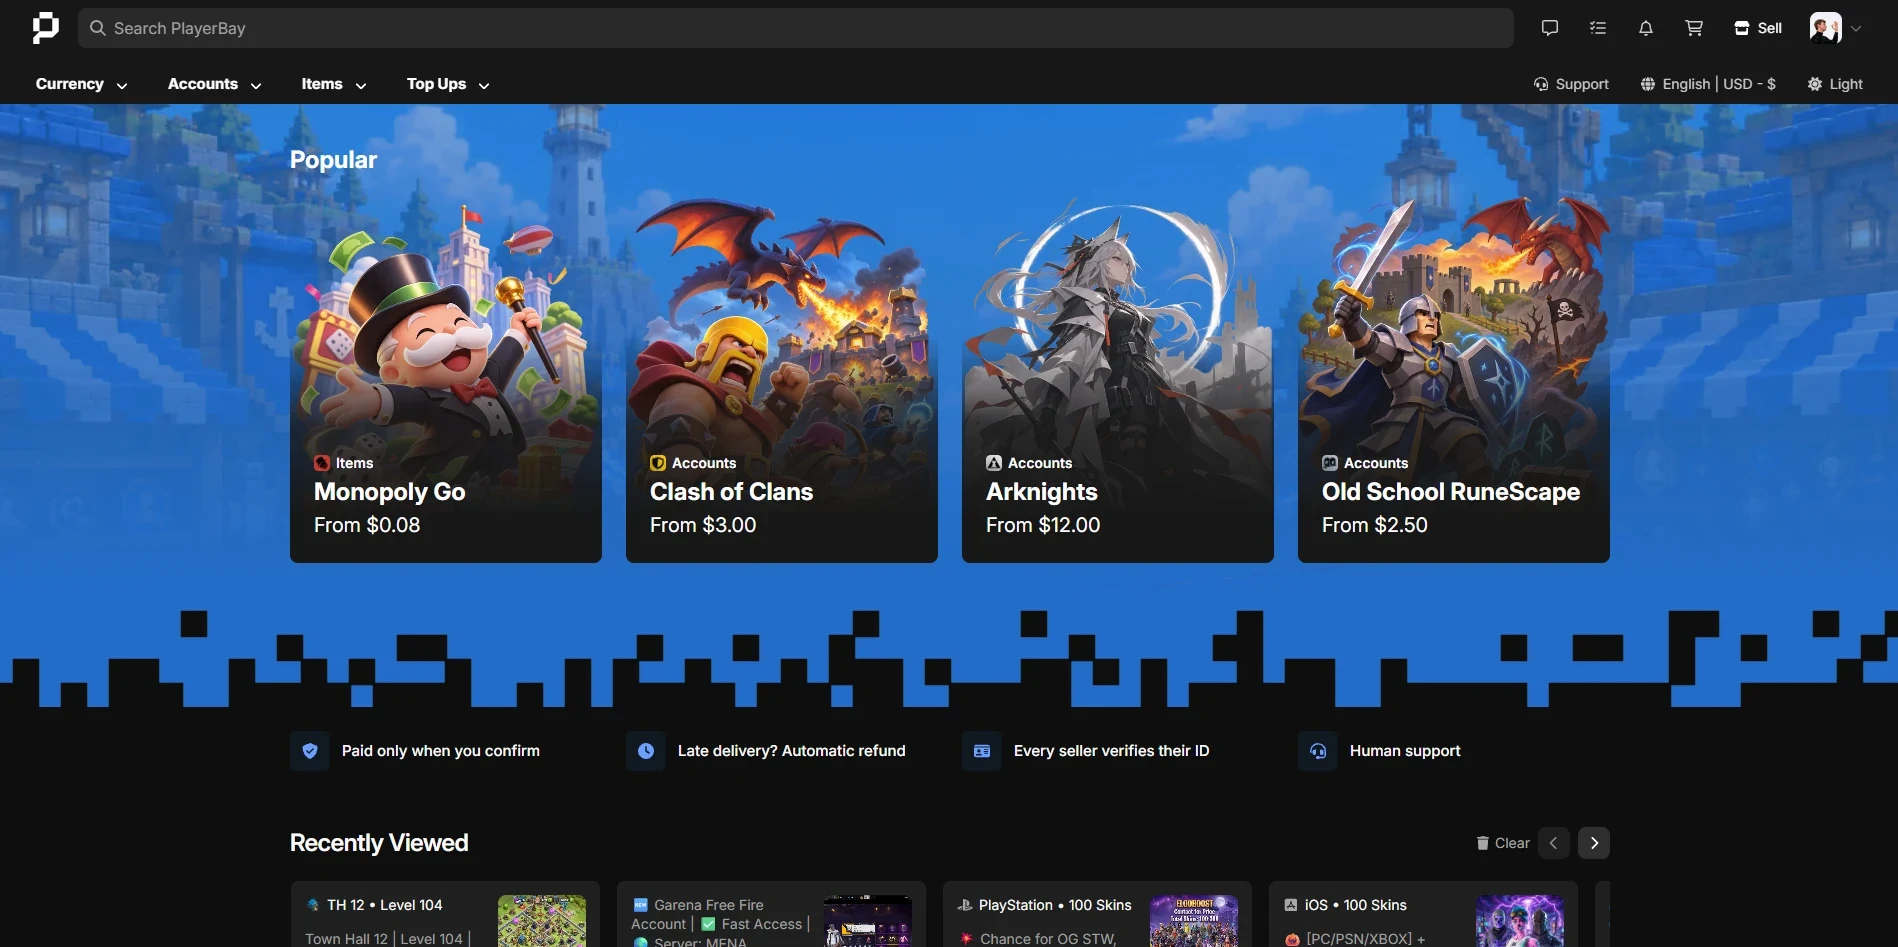 Search PlayerBay
Sell
Currency
Accounts
Items
Top Ups
Support
English | USD - $
Light
Popular
Items
Monopoly Go
From $0.08
Accounts
Clash of Clans
From $3.00
Accounts
Arknights
From $12.00
Accounts
Old School RuneScape
From $2.50
Paid only when you confirm
Late delivery? Automatic refund
Every seller verifies their ID
Human support
Recently Viewed
Clear
TH 12 • Level 104
Town Hall 12 | Level 104 |
Garena Free Fire
Account | ✅ Fast Access |
Server: MENA
PlayStation • 100 Skins
Chance for OG STW,
iOS • 100 Skins
[PC/PSN/XBOX] +